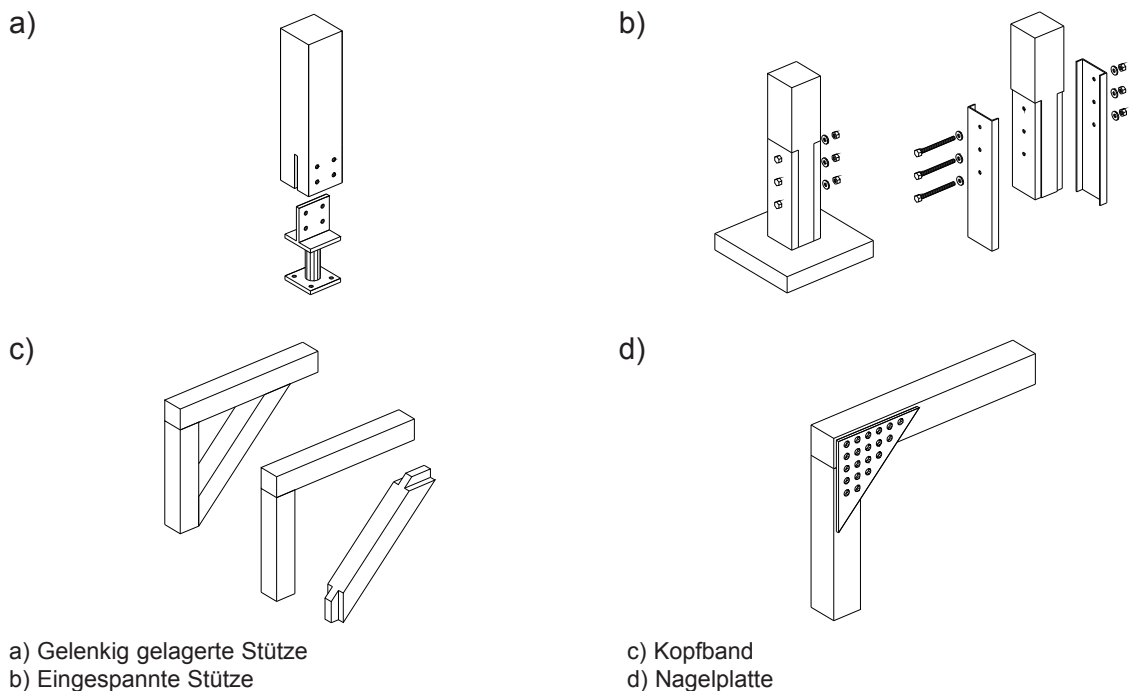 a)
b)
c)
d)
a) Gelenkig gelagerte Stütze
b) Eingespannte Stütze
c) Kopfband
d) Nagelplatte